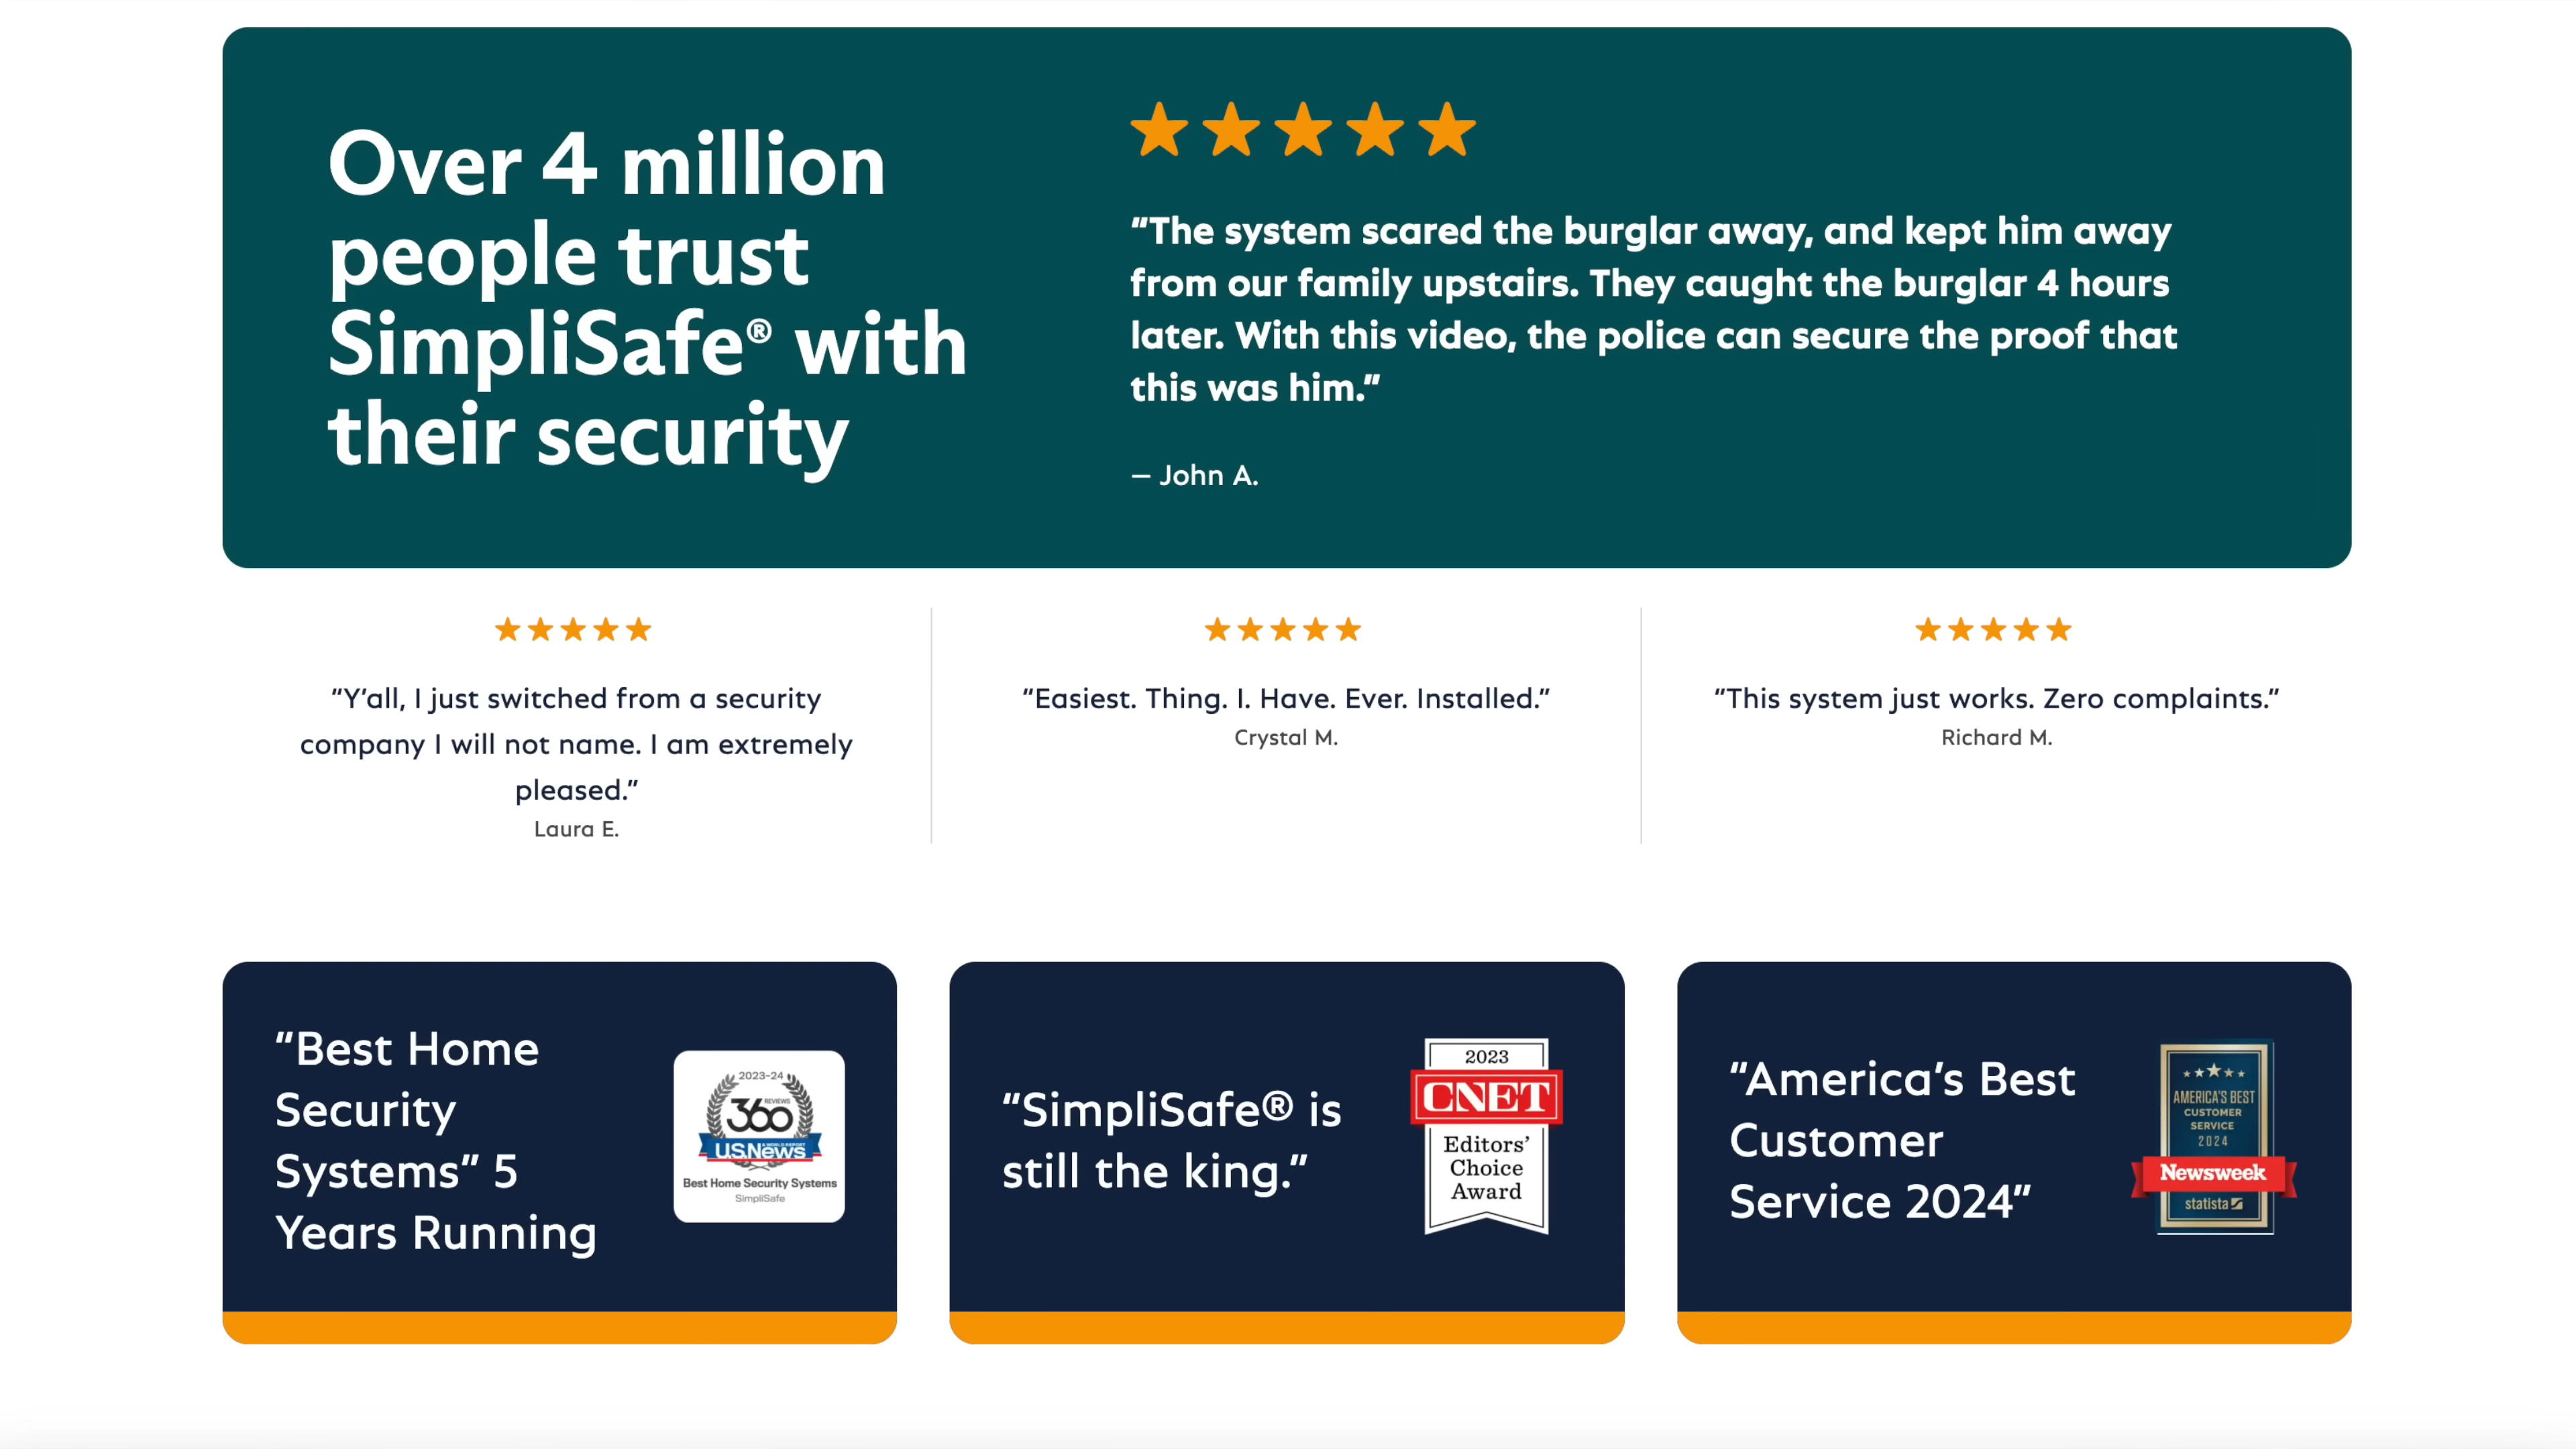 Over 4 million
people trust
SimpliSafe® with
their security
“The system scared the burglar away, and kept him away
from our family upstairs. They caught the burglar 4 hours
later. With this video, the police can secure the proof that
this was him.”
– John A.
“Y’all, I just switched from a security
company I will not name. I am extremely
pleased.”
Laura E.
“Easiest. Thing. I. Have. Ever. Installed.”
Crystal M.
“This system just works. Zero complaints.”
Richard M.
“Best Home
Security
Systems” 5
Years Running
2023-24
REVIEWS
360
U.S.News
& WORLD REPORT
Best Home Security Systems
SimpliSafe
“SimpliSafe® is
still the king.”
2023
CNET
Editors’
Choice
Award
“America’s Best
Customer
Service 2024”
AMERICA’S BEST
CUSTOMER
SERVICE
2024
Newsweek
statista